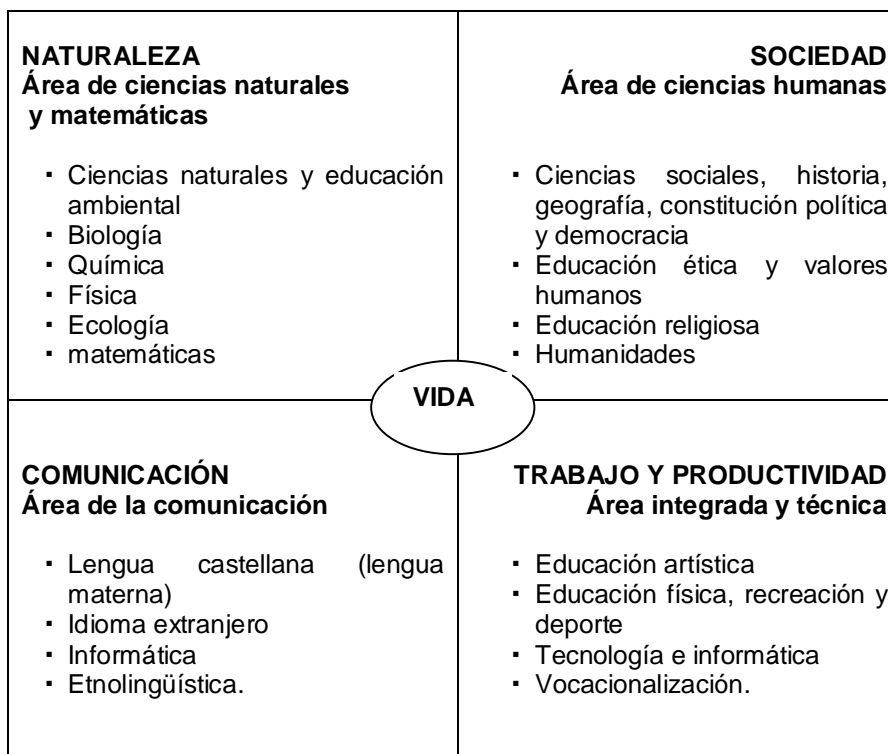 NATURALEZA
Área de ciencias naturales
y matemáticas
▪ Ciencias naturales y educación
ambiental
▪ Biología
▪ Química
▪ Física
▪ Ecología
▪ matemáticas
SOCIEDAD
Área de ciencias humanas
▪ Ciencias sociales, historia,
geografía, constitución política
y democracia
▪ Educación ética y valores
humanos
▪ Educación religiosa
▪ Humanidades
VIDA
COMUNICACIÓN
Área de la comunicación
▪ Lengua castellana (lengua
materna)
▪ Idioma extranjero
▪ Informática
▪ Etnolingüística.
TRABAJO Y PRODUCTIVIDAD
Área integrada y técnica
▪ Educación artística
▪ Educación física, recreación y
deporte
▪ Tecnología e informática
▪ Vocacionalización.